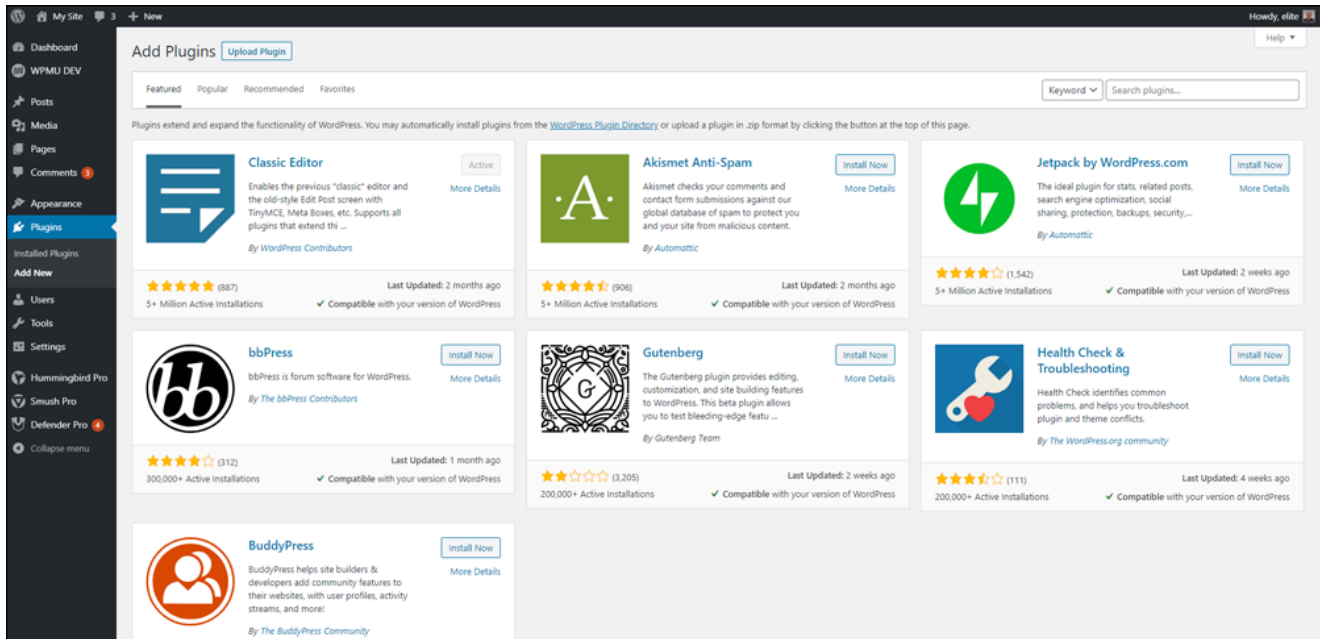 My Site 3 + New Howdy, elite
Help
Dashboard
WPMU DEV
Posts
Media
Pages
Comments 3
Appearance
Plugins
Installed Plugins
Add New
Users
Tools
Settings
Hummingbird Pro
Smush Pro
Defender Pro 4
Collapse menu
Add Plugins Upload Plugin
Featured Popular Recommended Favorites Keyword Search plugins...
Plugins extend and expand the functionality of WordPress. You may automatically install plugins from the WordPress Plugin Directory or upload a plugin in .zip format by clicking the button at the top of this page.
Classic Editor
Active
More Details
Enables the previous "classic" editor and
the old-style Edit Post screen with
TinyMCE, Meta Boxes, etc. Supports all
plugins that extend thi ...
By WordPress Contributors
(887)
Last Updated: 2 months ago
5+ Million Active Installations
Compatible with your version of WordPress
·A·
Akismet Anti-Spam
Install Now
More Details
Akismet checks your comments and
contact form submissions against our
global database of spam to protect you
and your site from malicious content.
By Automattic
(906)
Last Updated: 2 months ago
5+ Million Active Installations
Compatible with your version of WordPress
Jetpack by WordPress.com
Install Now
More Details
The ideal plugin for stats, related posts,
search engine optimization, social
sharing, protection, backups, security,...
By Automattic
(1,542)
Last Updated: 2 weeks ago
5+ Million Active Installations
Compatible with your version of WordPress
bb
bbPress
Install Now
More Details
bbPress is forum software for WordPress.
By The bbPress Contributors
(312)
Last Updated: 1 month ago
300,000+ Active Installations
Compatible with your version of WordPress
G
Gutenberg
Install Now
More Details
The Gutenberg plugin provides editing,
customization, and site building features
to WordPress. This beta plugin allows
you to test bleeding-edge featu ...
By Gutenberg Team
(3,205)
Last Updated: 2 weeks ago
200,000+ Active Installations
Compatible with your version of WordPress
Health Check &
Troubleshooting
Install Now
More Details
Health Check identifies common
problems, and helps you troubleshoot
plugin and theme conflicts.
By The WordPress.org community
(111)
Last Updated: 4 weeks ago
200,000+ Active Installations
Compatible with your version of WordPress
BuddyPress
Install Now
More Details
BuddyPress helps site builders &
developers add community features to
their websites, with user profiles, activity
streams, and more!
By The BuddyPress Community